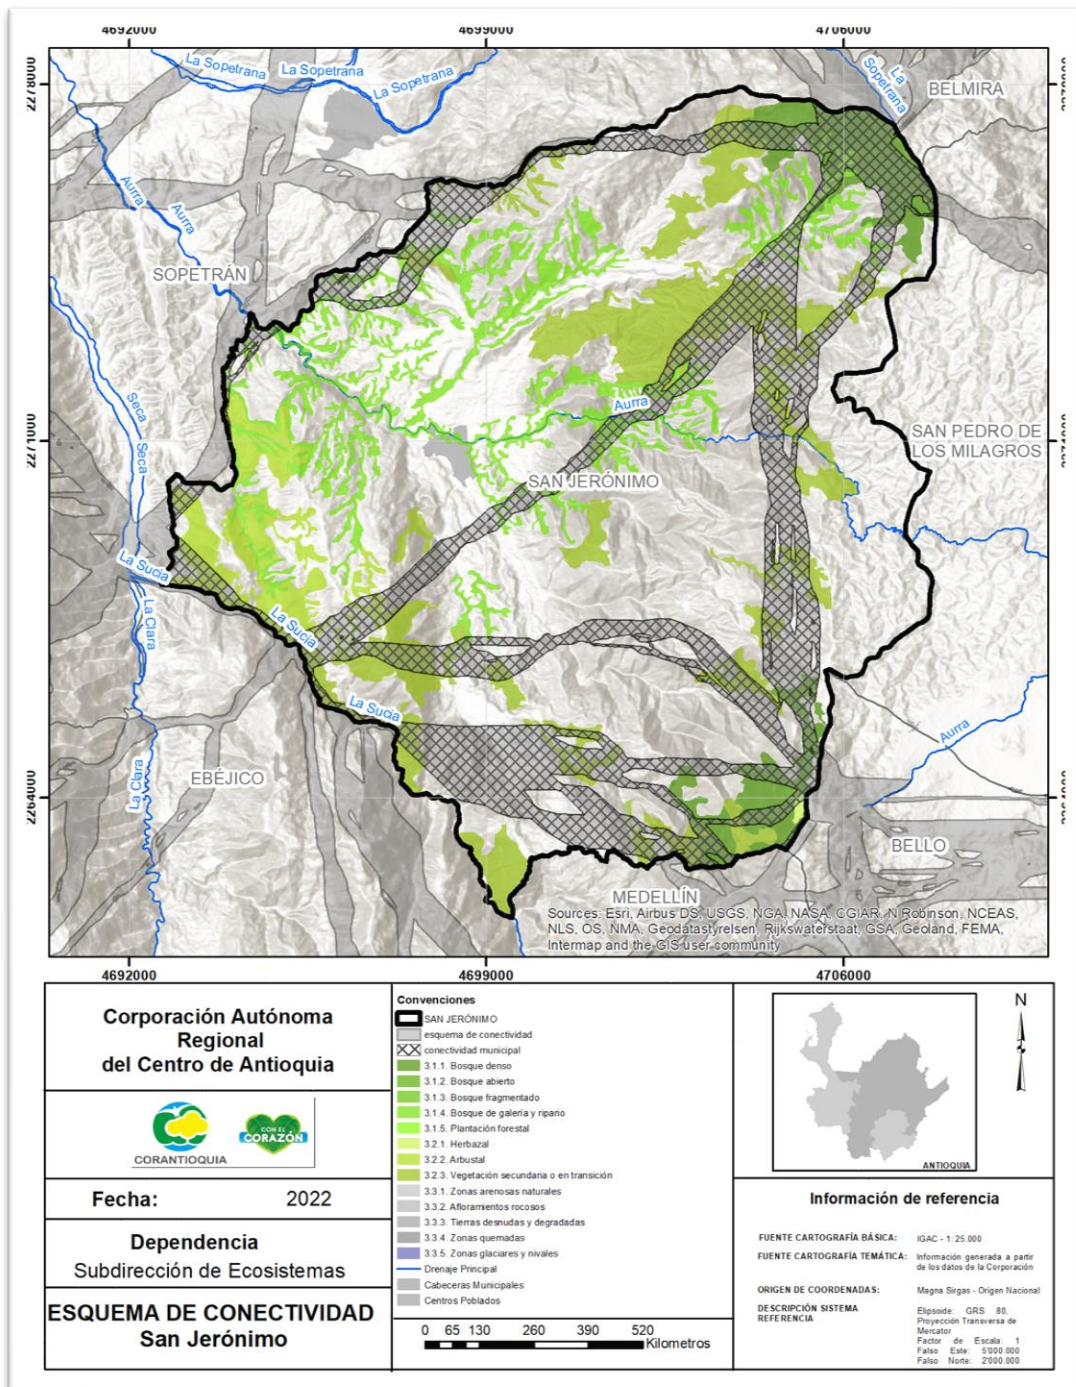 4692000
4699000
4706000
La Sopetrana
La Sopetrana
La Sopetrana
La
Sopetrana
BELMIRA
2278000
Aurra
Aurra
SOPETRÁN
2271000
Seca
Seca
Aurra
SAN PEDRO DE
LOS MILAGROS
SAN JERÓNIMO
La Sucia
La Clara
La Sucia
La Sucia
Aurra
2264000
EBÉJICO
La Clara
BELLO
MEDELLÍN
Sources: Esri, Airbus DS, USGS, NGA, NASA, CGIAR, N Robinson, NCEAS,
NLS, OS, NMA, Geodatastyrelsen, Rijkswaterstaat, GSA, Geoland, FEMA,
Intermap and the GIS user community
4692000
4699000
4706000
Corporación Autónoma
Regional
del Centro de Antioquia
CORANTIOQUIA
CON EL
CORAZÓN
Fecha: 2022
Dependencia
Subdirección de Ecosistemas
ESQUEMA DE CONECTIVIDAD
San Jerónimo
Convenciones
SAN JERÓNIMO
esquema de conectividad
conectividad municipal
3.1.1. Bosque denso
3.1.2. Bosque abierto
3.1.3. Bosque fragmentado
3.1.4. Bosque de galería y ripario
3.1.5. Plantación forestal
3.2.1. Herbazal
3.2.2. Arbustal
3.2.3. Vegetación secundaria o en transición
3.3.1. Zonas arenosas naturales
3.3.2. Afloramientos rocosos
3.3.3. Tierras desnudas y degradadas
3.3.4. Zonas quemadas
3.3.5. Zonas glaciares y nivales
Drenaje Principal
Cabeceras Municipales
Centros Poblados
0 65 130 260 390 520
Kilometros
N
ANTIOQUIA
Información de referencia
FUENTE CARTOGRAFÍA BÁSICA: IGAC - 1:25.000
FUENTE CARTOGRAFÍA TEMÁTICA: Información generada a partir
de los datos de la Corporación
ORIGEN DE COORDENADAS: Magna Sirgas - Origen Nacional
DESCRIPCIÓN SISTEMA
REFERENCIA
Elipsoide: GRS 80,
Proyección Transversa de
Mercator
Factor de Escala: 1
Falso Este: 5'000.000
Falso Norte: 2'000.000